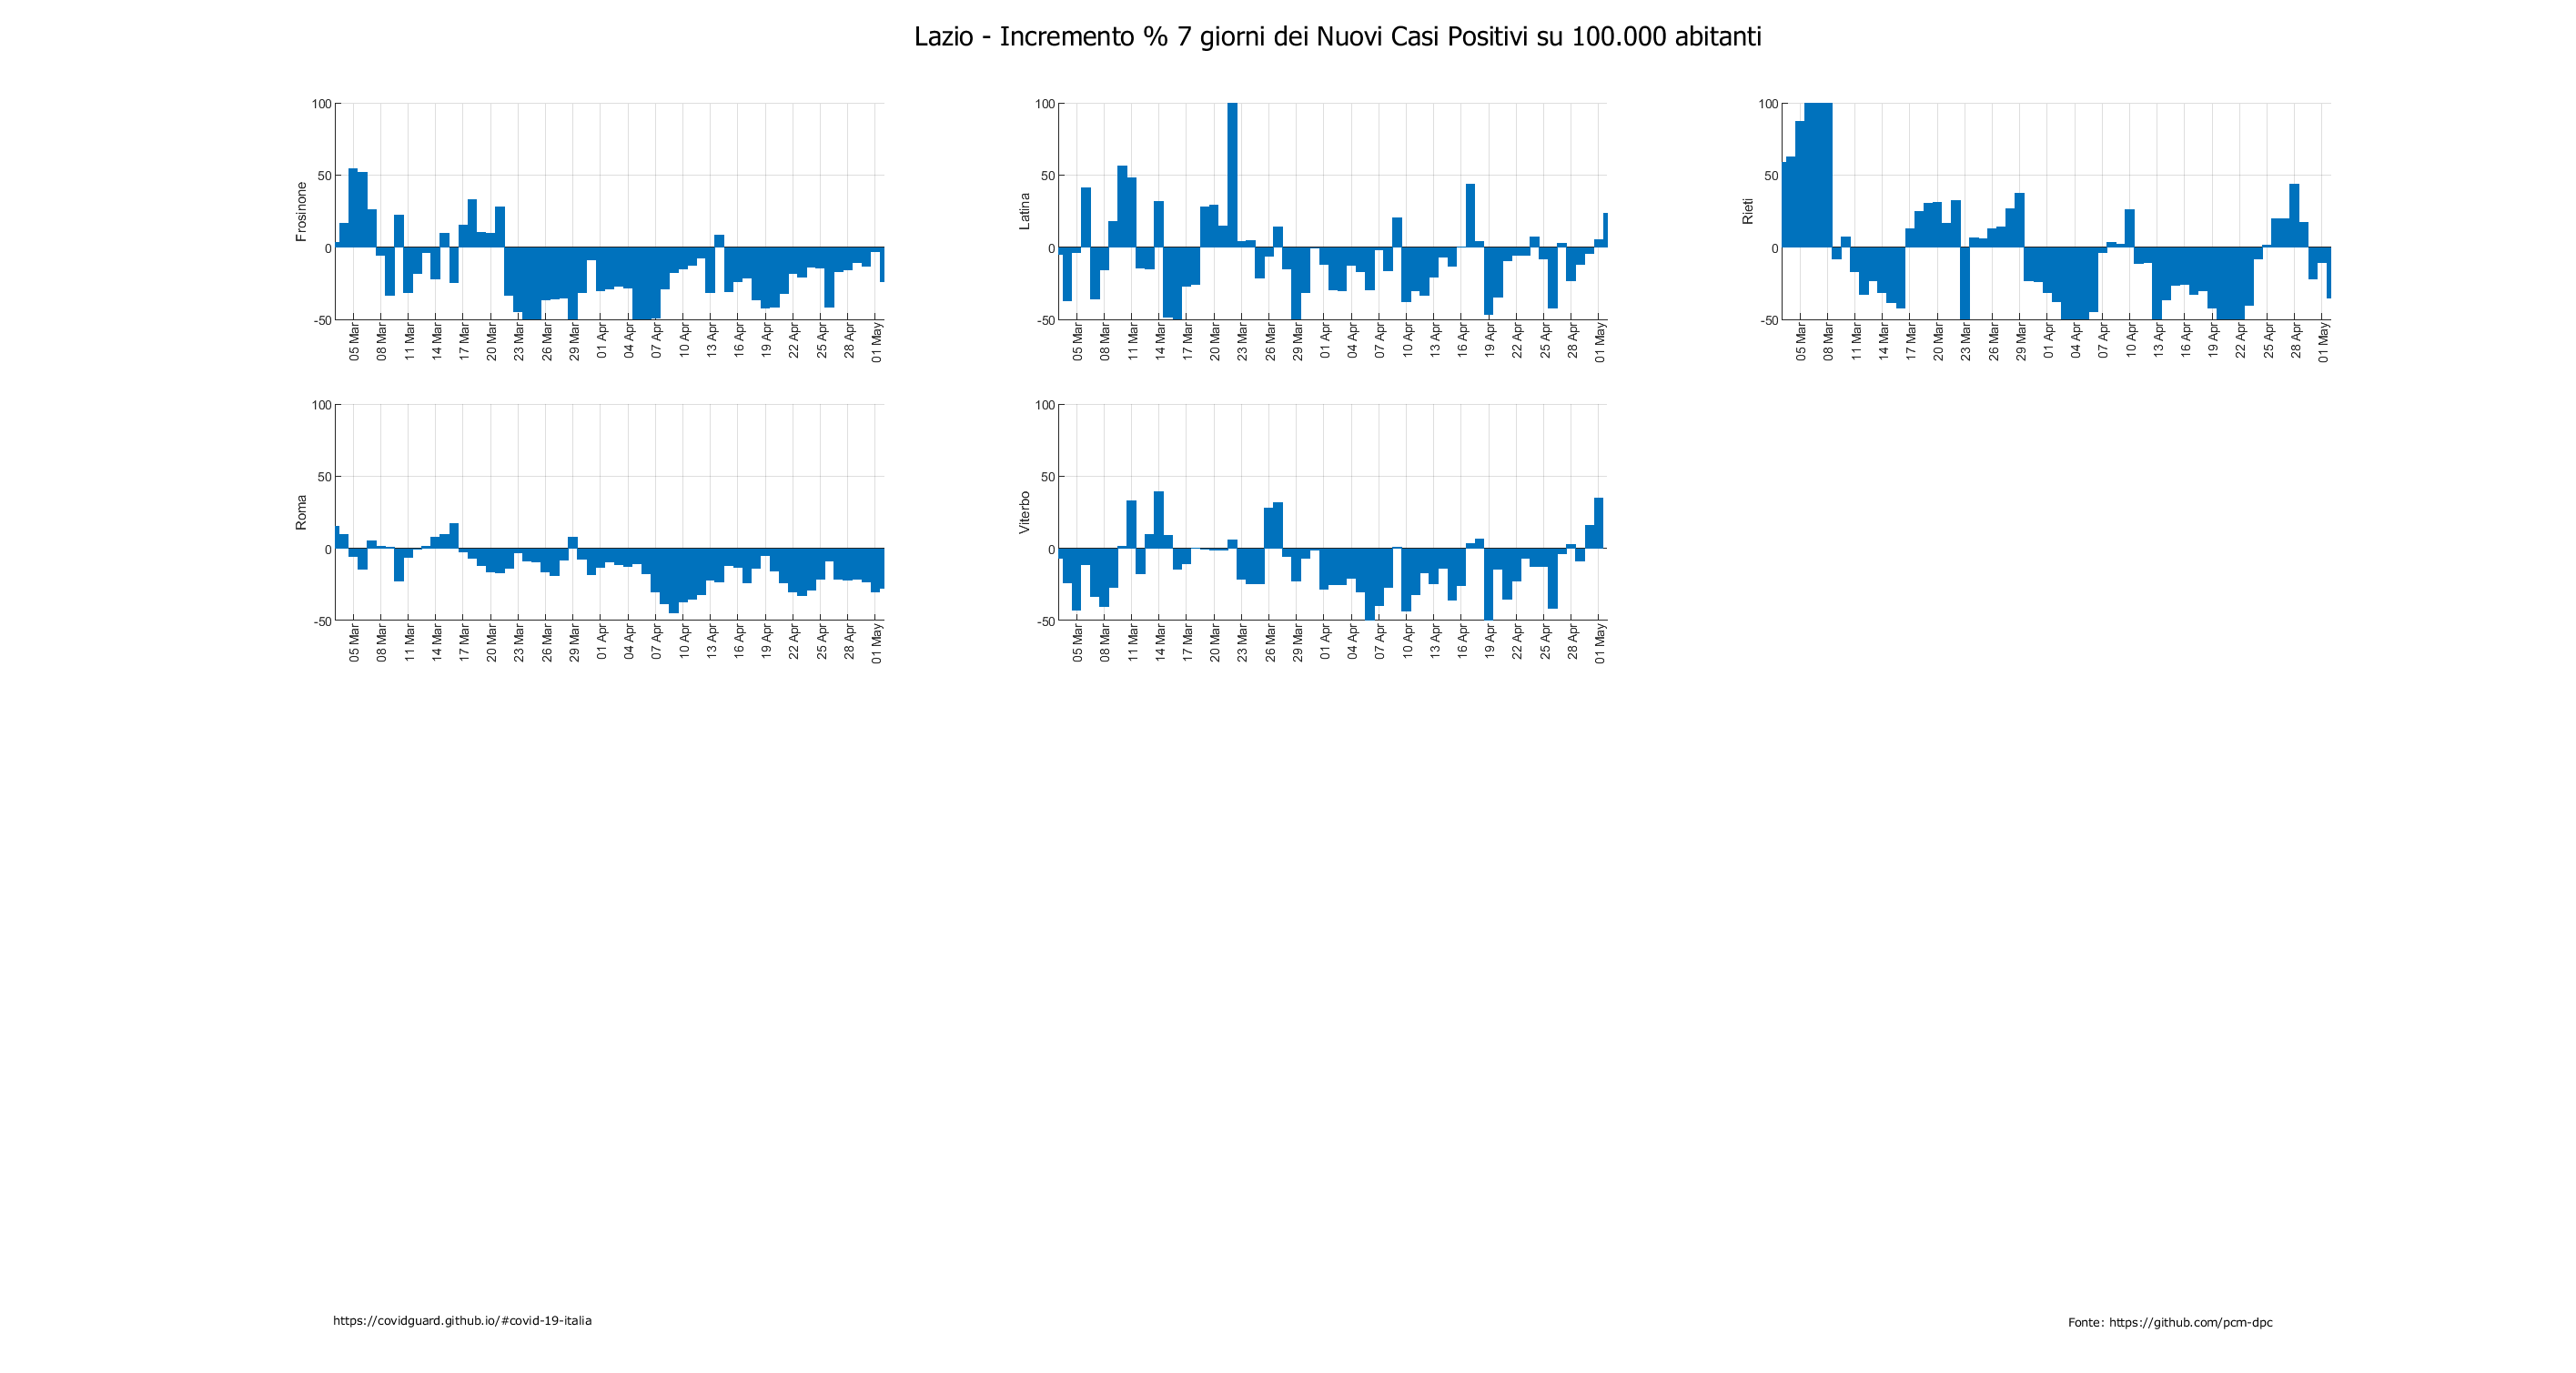 Lazio - Incremento % 7 giorni dei Nuovi Casi Positivi su 100.000 abitanti
Frosinone
100
50
0
-50
05 Mar 08 Mar 11 Mar 14 Mar 17 Mar 20 Mar 23 Mar 26 Mar 29 Mar 01 Apr 04 Apr 07 Apr 10 Apr 13 Apr 16 Apr 19 Apr 22 Apr 25 Apr 28 Apr 01 May
Latina
100
50
0
-50
05 Mar 08 Mar 11 Mar 14 Mar 17 Mar 20 Mar 23 Mar 26 Mar 29 Mar 01 Apr 04 Apr 07 Apr 10 Apr 13 Apr 16 Apr 19 Apr 22 Apr 25 Apr 28 Apr 01 May
Rieti
100
50
0
-50
05 Mar 08 Mar 11 Mar 14 Mar 17 Mar 20 Mar 23 Mar 26 Mar 29 Mar 01 Apr 04 Apr 07 Apr 10 Apr 13 Apr 16 Apr 19 Apr 22 Apr 25 Apr 28 Apr 01 May
Roma
100
50
0
-50
05 Mar 08 Mar 11 Mar 14 Mar 17 Mar 20 Mar 23 Mar 26 Mar 29 Mar 01 Apr 04 Apr 07 Apr 10 Apr 13 Apr 16 Apr 19 Apr 22 Apr 25 Apr 28 Apr 01 May
Viterbo
100
50
0
-50
05 Mar 08 Mar 11 Mar 14 Mar 17 Mar 20 Mar 23 Mar 26 Mar 29 Mar 01 Apr 04 Apr 07 Apr 10 Apr 13 Apr 16 Apr 19 Apr 22 Apr 25 Apr 28 Apr 01 May
https://covidguard.github.io/#covid-19-italia
Fonte: https://github.com/pcm-dpc